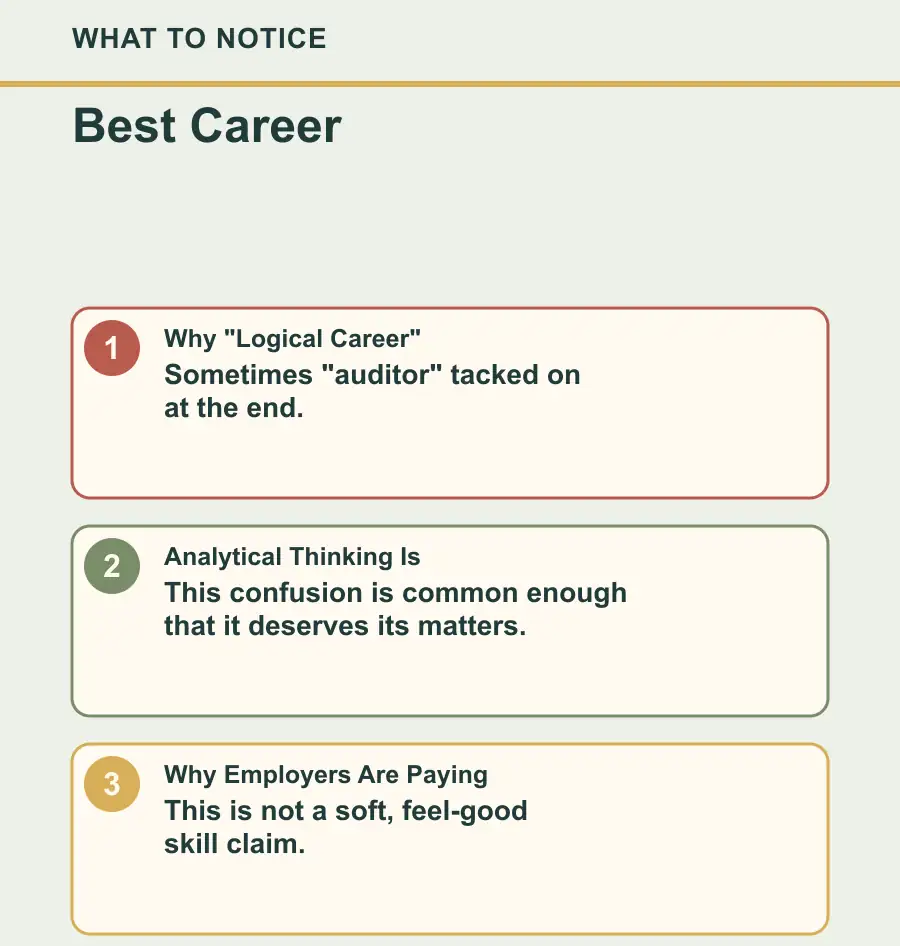 WHAT TO NOTICE
Best Career
1
Why "Logical Career"
Sometimes "auditor" tacked on
at the end.
2
Analytical Thinking Is
This confusion is common enough
that it deserves its matters.
3
Why Employers Are Paying
This is not a soft, feel-good
skill claim.